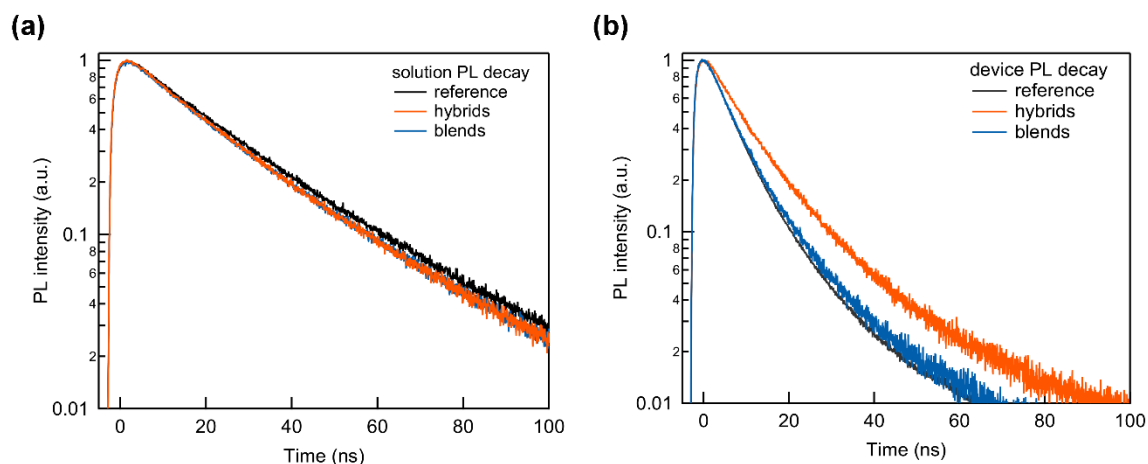 (a)
solution PL decay
reference
hybrids
blends
PL intensity (a.u.)
1
8
6
4
2
0.1
8
6
4
2
0.01
0 20 40 60 80 100
Time (ns)
(b)
device PL decay
reference
hybrids
blends
PL intensity (a.u.)
1
8
6
4
2
0.1
8
6
4
2
0.01
0 20 40 60 80 100
Time (ns)